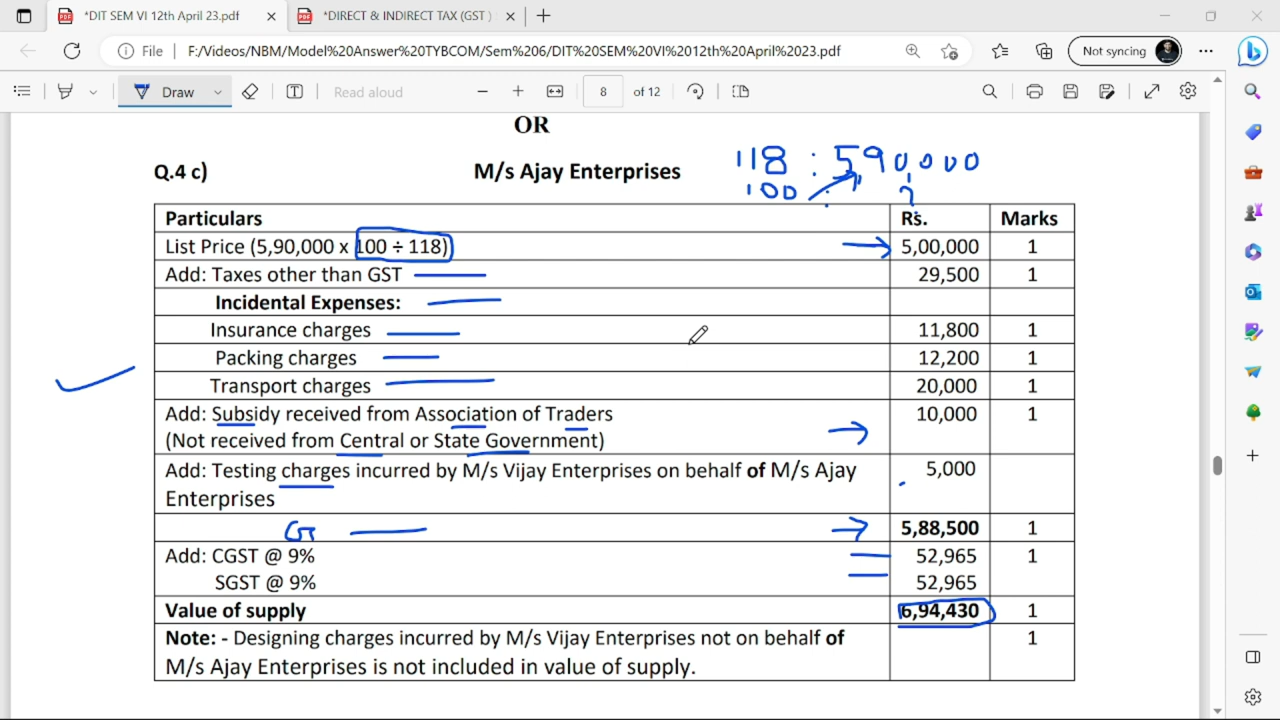 *DIT SEM VI 12th April 23.pdf
*DIRECT & INDIRECT TAX (GST )
File F:/Videos/NBM/Model%20Answer%20TYBCOM/Sem%206/DIT%20SEM%20VI%2012th%20April%2023.pdf Not syncing
Draw Read aloud 8 of 12
OR
118 : 590,000
Q.4 c) M/s Ajay Enterprises
100 : ?
Particulars Rs. Marks
List Price (5,90,000 x 100 ÷ 118) 5,00,000 1
Add: Taxes other than GST 29,500 1
Incidental Expenses:
Insurance charges 11,800 1
Packing charges 12,200 1
Transport charges 20,000 1
Add: Subsidy received from Association of Traders 10,000 1
(Not received from Central or State Government)
Add: Testing charges incurred by M/s Vijay Enterprises on behalf of M/s Ajay 5,000
Enterprises
G 5,88,500 1
Add: CGST @ 9% 52,965 1
SGST @ 9% 52,965
Value of supply 6,94,430 1
Note: - Designing charges incurred by M/s Vijay Enterprises not on behalf of 1
M/s Ajay Enterprises is not included in value of supply.